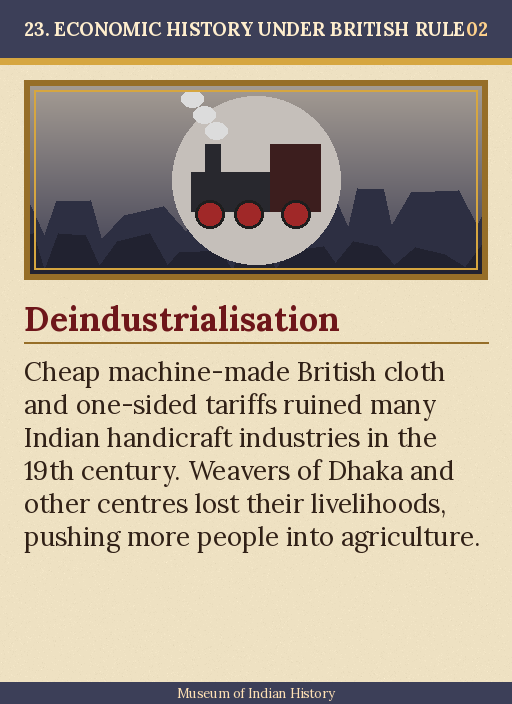 23. ECONOMIC HISTORY UNDER BRITISH RULE 02
Deindustrialisation
Cheap machine-made British cloth
and one-sided tariffs ruined many
Indian handicraft industries in the
19th century. Weavers of Dhaka and
other centres lost their livelihoods,
pushing more people into agriculture.
Museum of Indian History